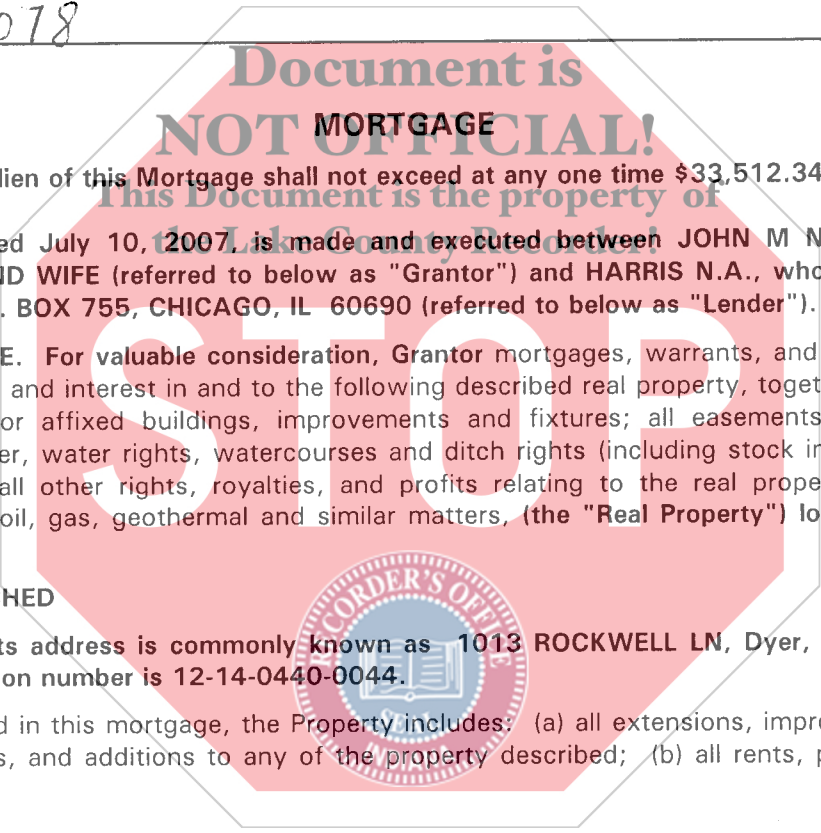 078
Document is
NOT OFFICIAL!
MORTGAGE
lien of this Mortgage shall not exceed at any one time $33,512.34
This Document is the property of
the Lake County Recorder!
ed July 10, 2007, is made and executed between JOHN M N
ND WIFE (referred to below as "Grantor") and HARRIS N.A., who
. BOX 755, CHICAGO, IL 60690 (referred to below as "Lender").
E. For valuable consideration, Grantor mortgages, warrants, and
and interest in and to the following described real property, toget
or affixed buildings, improvements and fixtures; all easements
er, water rights, watercourses and ditch rights (including stock in
all other rights, royalties, and profits relating to the real prope
oil, gas, geothermal and similar matters, (the "Real Property") lo
STOP
HED
ts address is commonly known as 1013 ROCKWELL LN, Dyer,
on number is 12-14-0440-0044.
RECORDER'S OFFICE
SEAL
INDIANA
d in this mortgage, the Property includes: (a) all extensions, impro
s, and additions to any of the property described; (b) all rents, p